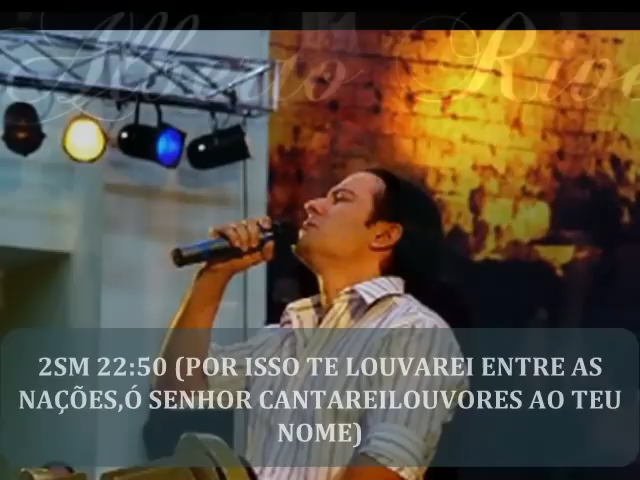 2SM 22:50 (POR ISSO TE LOUVAREI ENTRE AS
NAÇÕES,Ó SENHOR CANTAREILOUVORES AO TEU
NOME)